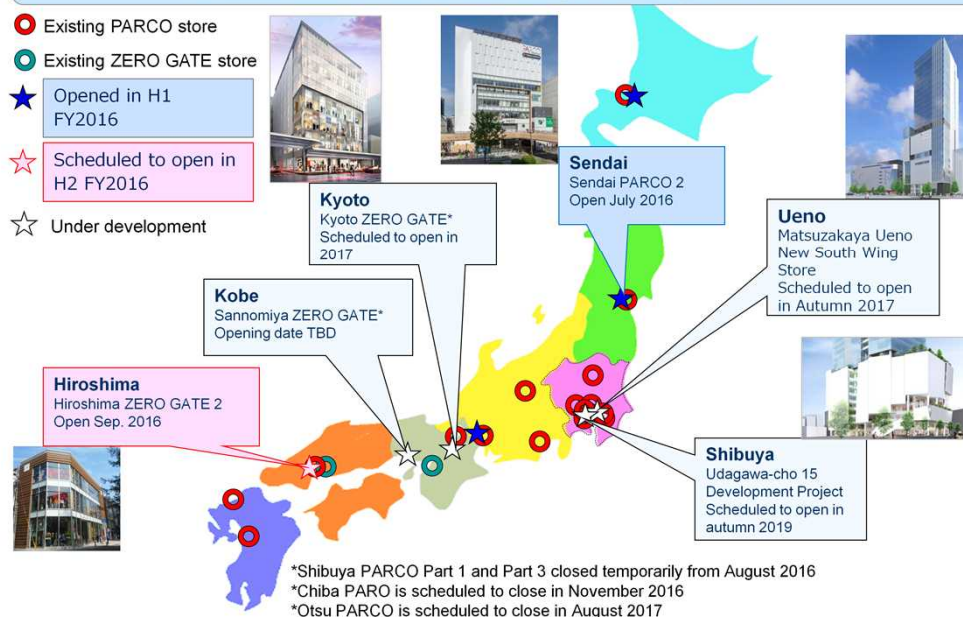 Existing PARCO store
Existing ZERO GATE store
Opened in H1
FY2016
Scheduled to open in
H2 FY2016
Under development
Kyoto
Kyoto ZERO GATE*
Scheduled to open in
2017
Sendai
Sendai PARCO 2
Open July 2016
Ueno
Matsuzakaya Ueno
New South Wing
Store
Scheduled to open
in Autumn 2017
Kobe
Sannomiya ZERO GATE*
Opening date TBD
Hiroshima
Hiroshima ZERO GATE 2
Open Sep. 2016
Shibuya
Udagawa-cho 15
Development Project
Scheduled to open in
autumn 2019
*Shibuya PARCO Part 1 and Part 3 closed temporarily from August 2016
*Chiba PARO is scheduled to close in November 2016
*Otsu PARCO is scheduled to close in August 2017